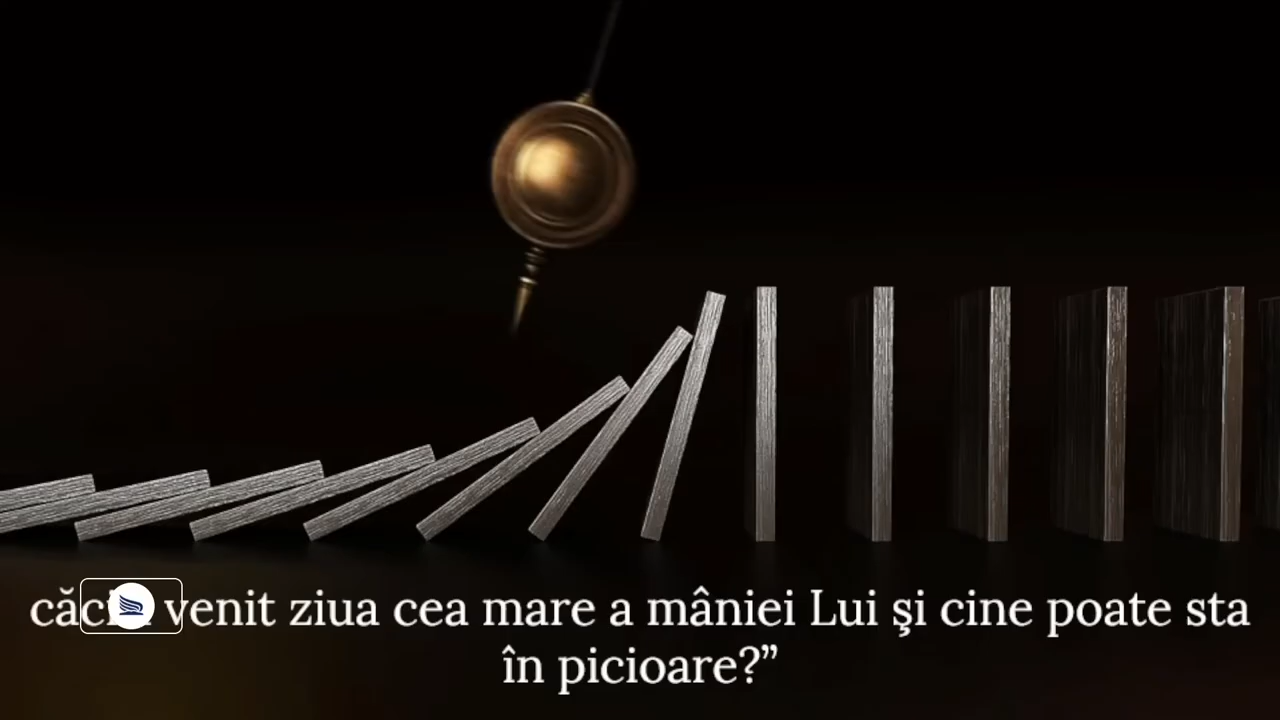 venit ziua cea mare a mâniei Lui şi cine poate sta
în picioare?”